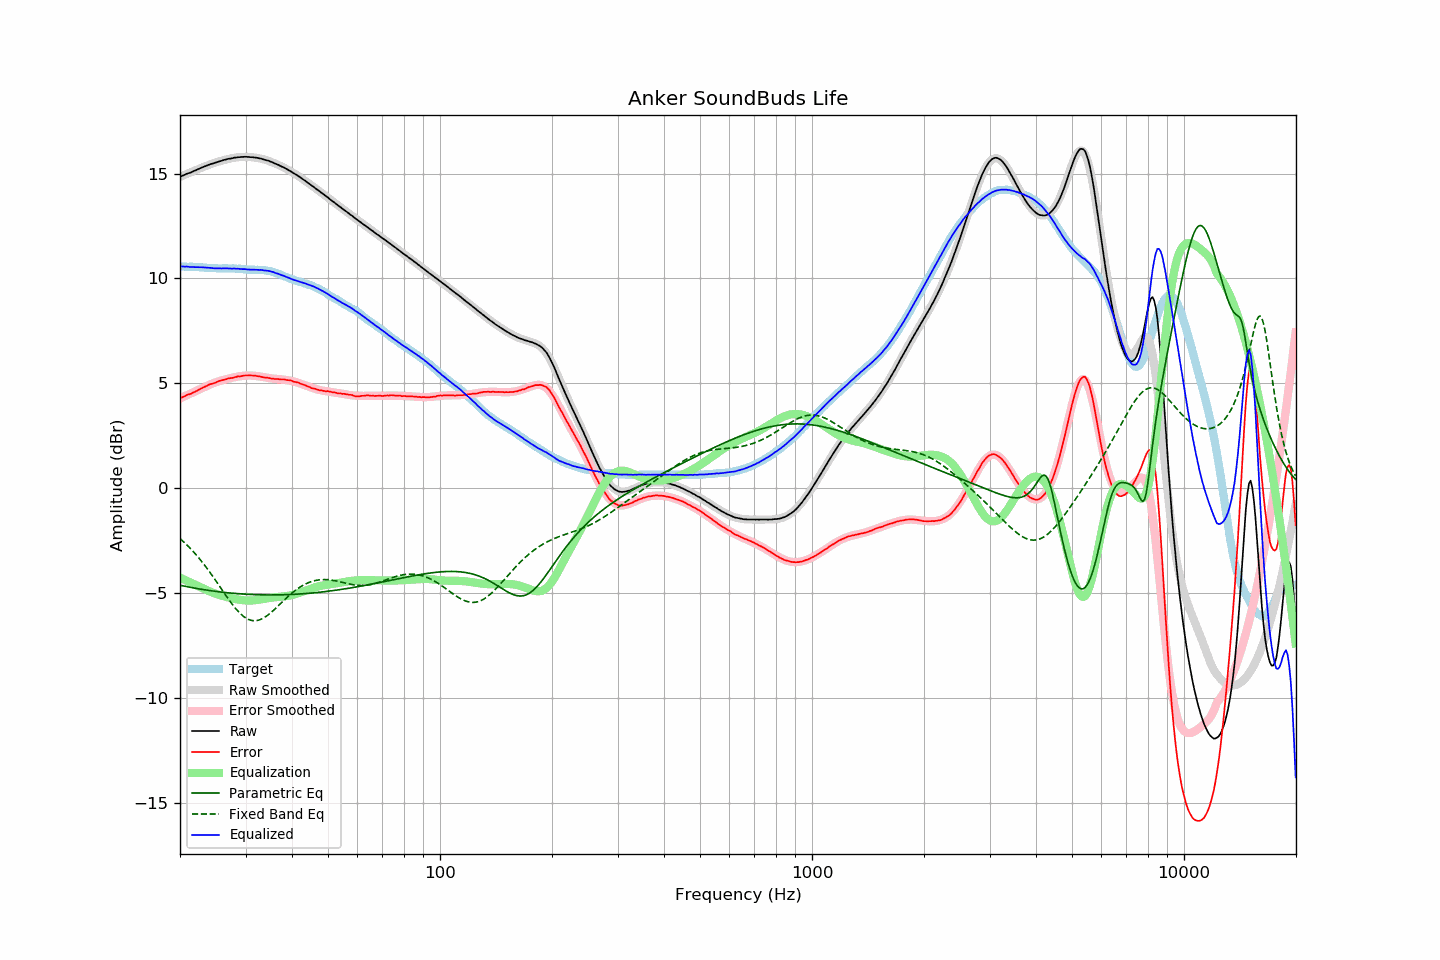 Anker SoundBuds Life
15
10
5
0
−5
−10
−15
Amplitude (dBr)
Target
Raw Smoothed
Error Smoothed
Raw
Error
Equalization
Parametric Eq
Fixed Band Eq
Equalized
100
1000
10000
Frequency (Hz)